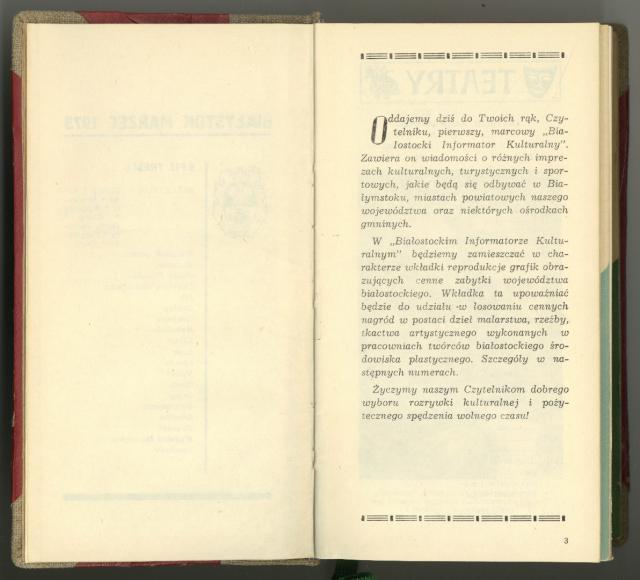 Oddajemy dziś do Twoich rąk, Czy-
telniku, pierwszy, marcowy „Bia-
łostocki Informator Kulturalny".
Zawiera on wiadomości o różnych impre-
zach kulturalnych, turystycznych i spor-
towych, jakie będą się odbywać w Bia-
łymstoku, miastach powiatowych naszego
województwa oraz niektórych ośrodkach
gminnych.
W „Białostockim Informatorze Kultu-
ralnym" będziemy zamieszczać w cha-
rakterze wkładki reprodukcje grafik obra-
zujących cenne zabytki województwa
białostockiego. Wkładka ta upoważniać
będzie do udziału w losowaniu cennych
nagród w postaci dzieł malarstwa, rzeźby,
tkactwa artystycznego wykonanych w
pracowniach twórców białostockiego śro-
dowiska plastycznego. Szczegóły w na-
stępnych numerach.
Życzymy naszym Czytelnikom dobrego
wyboru rozrywki kulturalnej i poży-
tecznego spędzenia wolnego czasu!
3